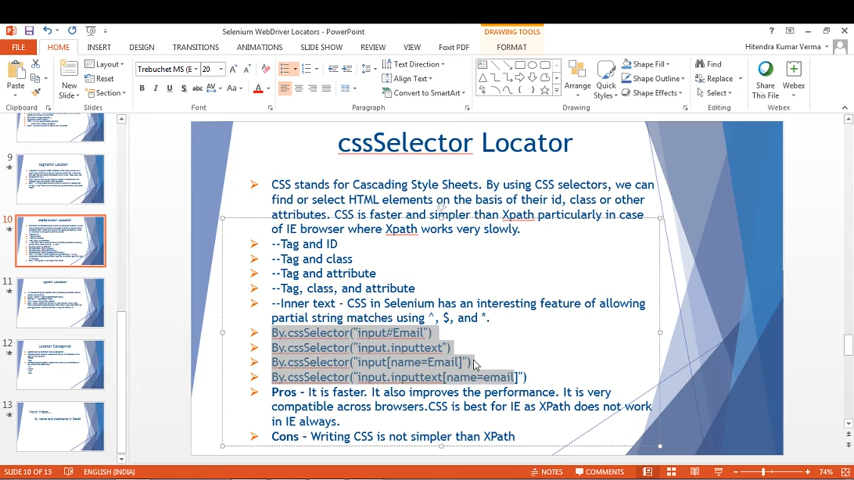 Selenium WebDriver Locators - PowerPoint
DRAWING TOOLS
FILE HOME INSERT DESIGN TRANSITIONS ANIMATIONS SLIDE SHOW REVIEW VIEW Foxit PDF FORMAT
Hitendra Kumar Verma
Paste
Clipboard
New Slide
Layout
Reset
Section
Slides
Trebuchet MS (E 20
B I U S abc AV Aa A
Font
Text Direction
Align Text
Convert to SmartArt
Paragraph
Arrange
Quick Styles
Shape Fill
Shape Outline
Shape Effects
Drawing
Find
Replace
Select
Editing
Share This File
Webex
Webex
9
10
11
12
13
cssSelector Locator
CSS stands for Cascading Style Sheets. By using CSS selectors, we can
find or select HTML elements on the basis of their id, class or other
attributes. CSS is faster and simpler than Xpath particularly in case
of IE browser where Xpath works very slowly.
--Tag and ID
--Tag and class
--Tag and attribute
--Tag, class, and attribute
--Inner text - CSS in Selenium has an interesting feature of allowing
partial string matches using ^, $, and *.
By.cssSelector("input#Email")
By.cssSelector("input.inputtext")
By.cssSelector("input[name=Email]")
By.cssSelector("input.inputtext[name=email]")
Pros - It is faster. It also improves the performance. It is very
compatible across browsers.CSS is best for IE as XPath does not work
in IE always.
Cons - Writing CSS is not simpler than XPath
SLIDE 10 OF 13 ENGLISH (INDIA) NOTES COMMENTS 74%